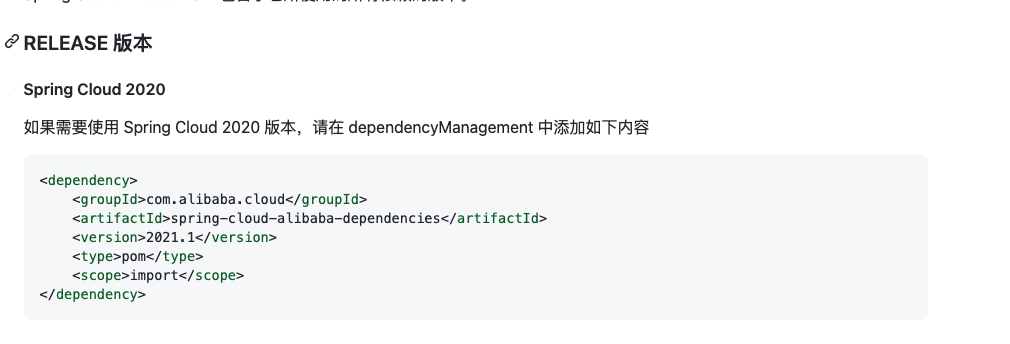 RELEASE 版本
Spring Cloud 2020
如果需要使用 Spring Cloud 2020 版本，请在 dependencyManagement 中添加如下内容
<dependency>
    <groupId>com.alibaba.cloud</groupId>
    <artifactId>spring-cloud-alibaba-dependencies</artifactId>
    <version>2021.1</version>
    <type>pom</type>
    <scope>import</scope>
</dependency>